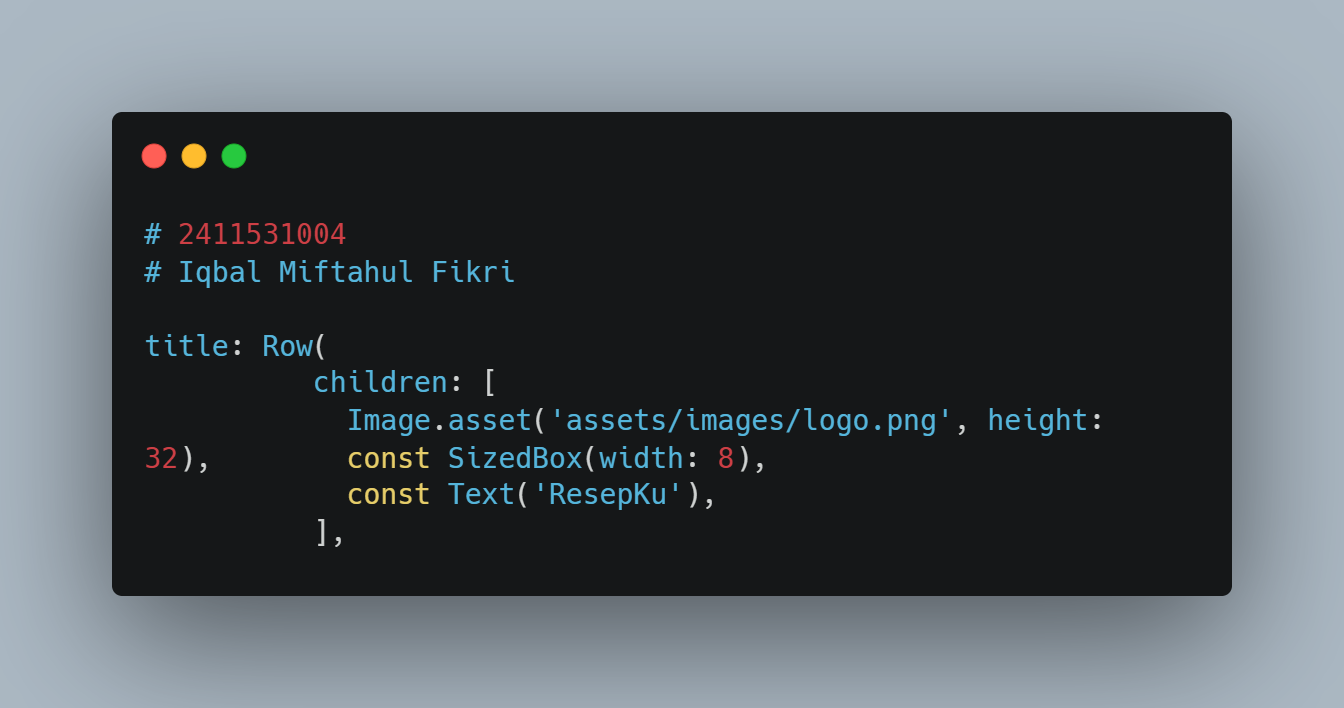 # 2411531004
# Iqbal Miftahul Fikri

title: Row(
          children: [
            Image.asset('assets/images/logo.png', height:
32),        const SizedBox(width: 8),
            const Text('ResepKu'),
          ],